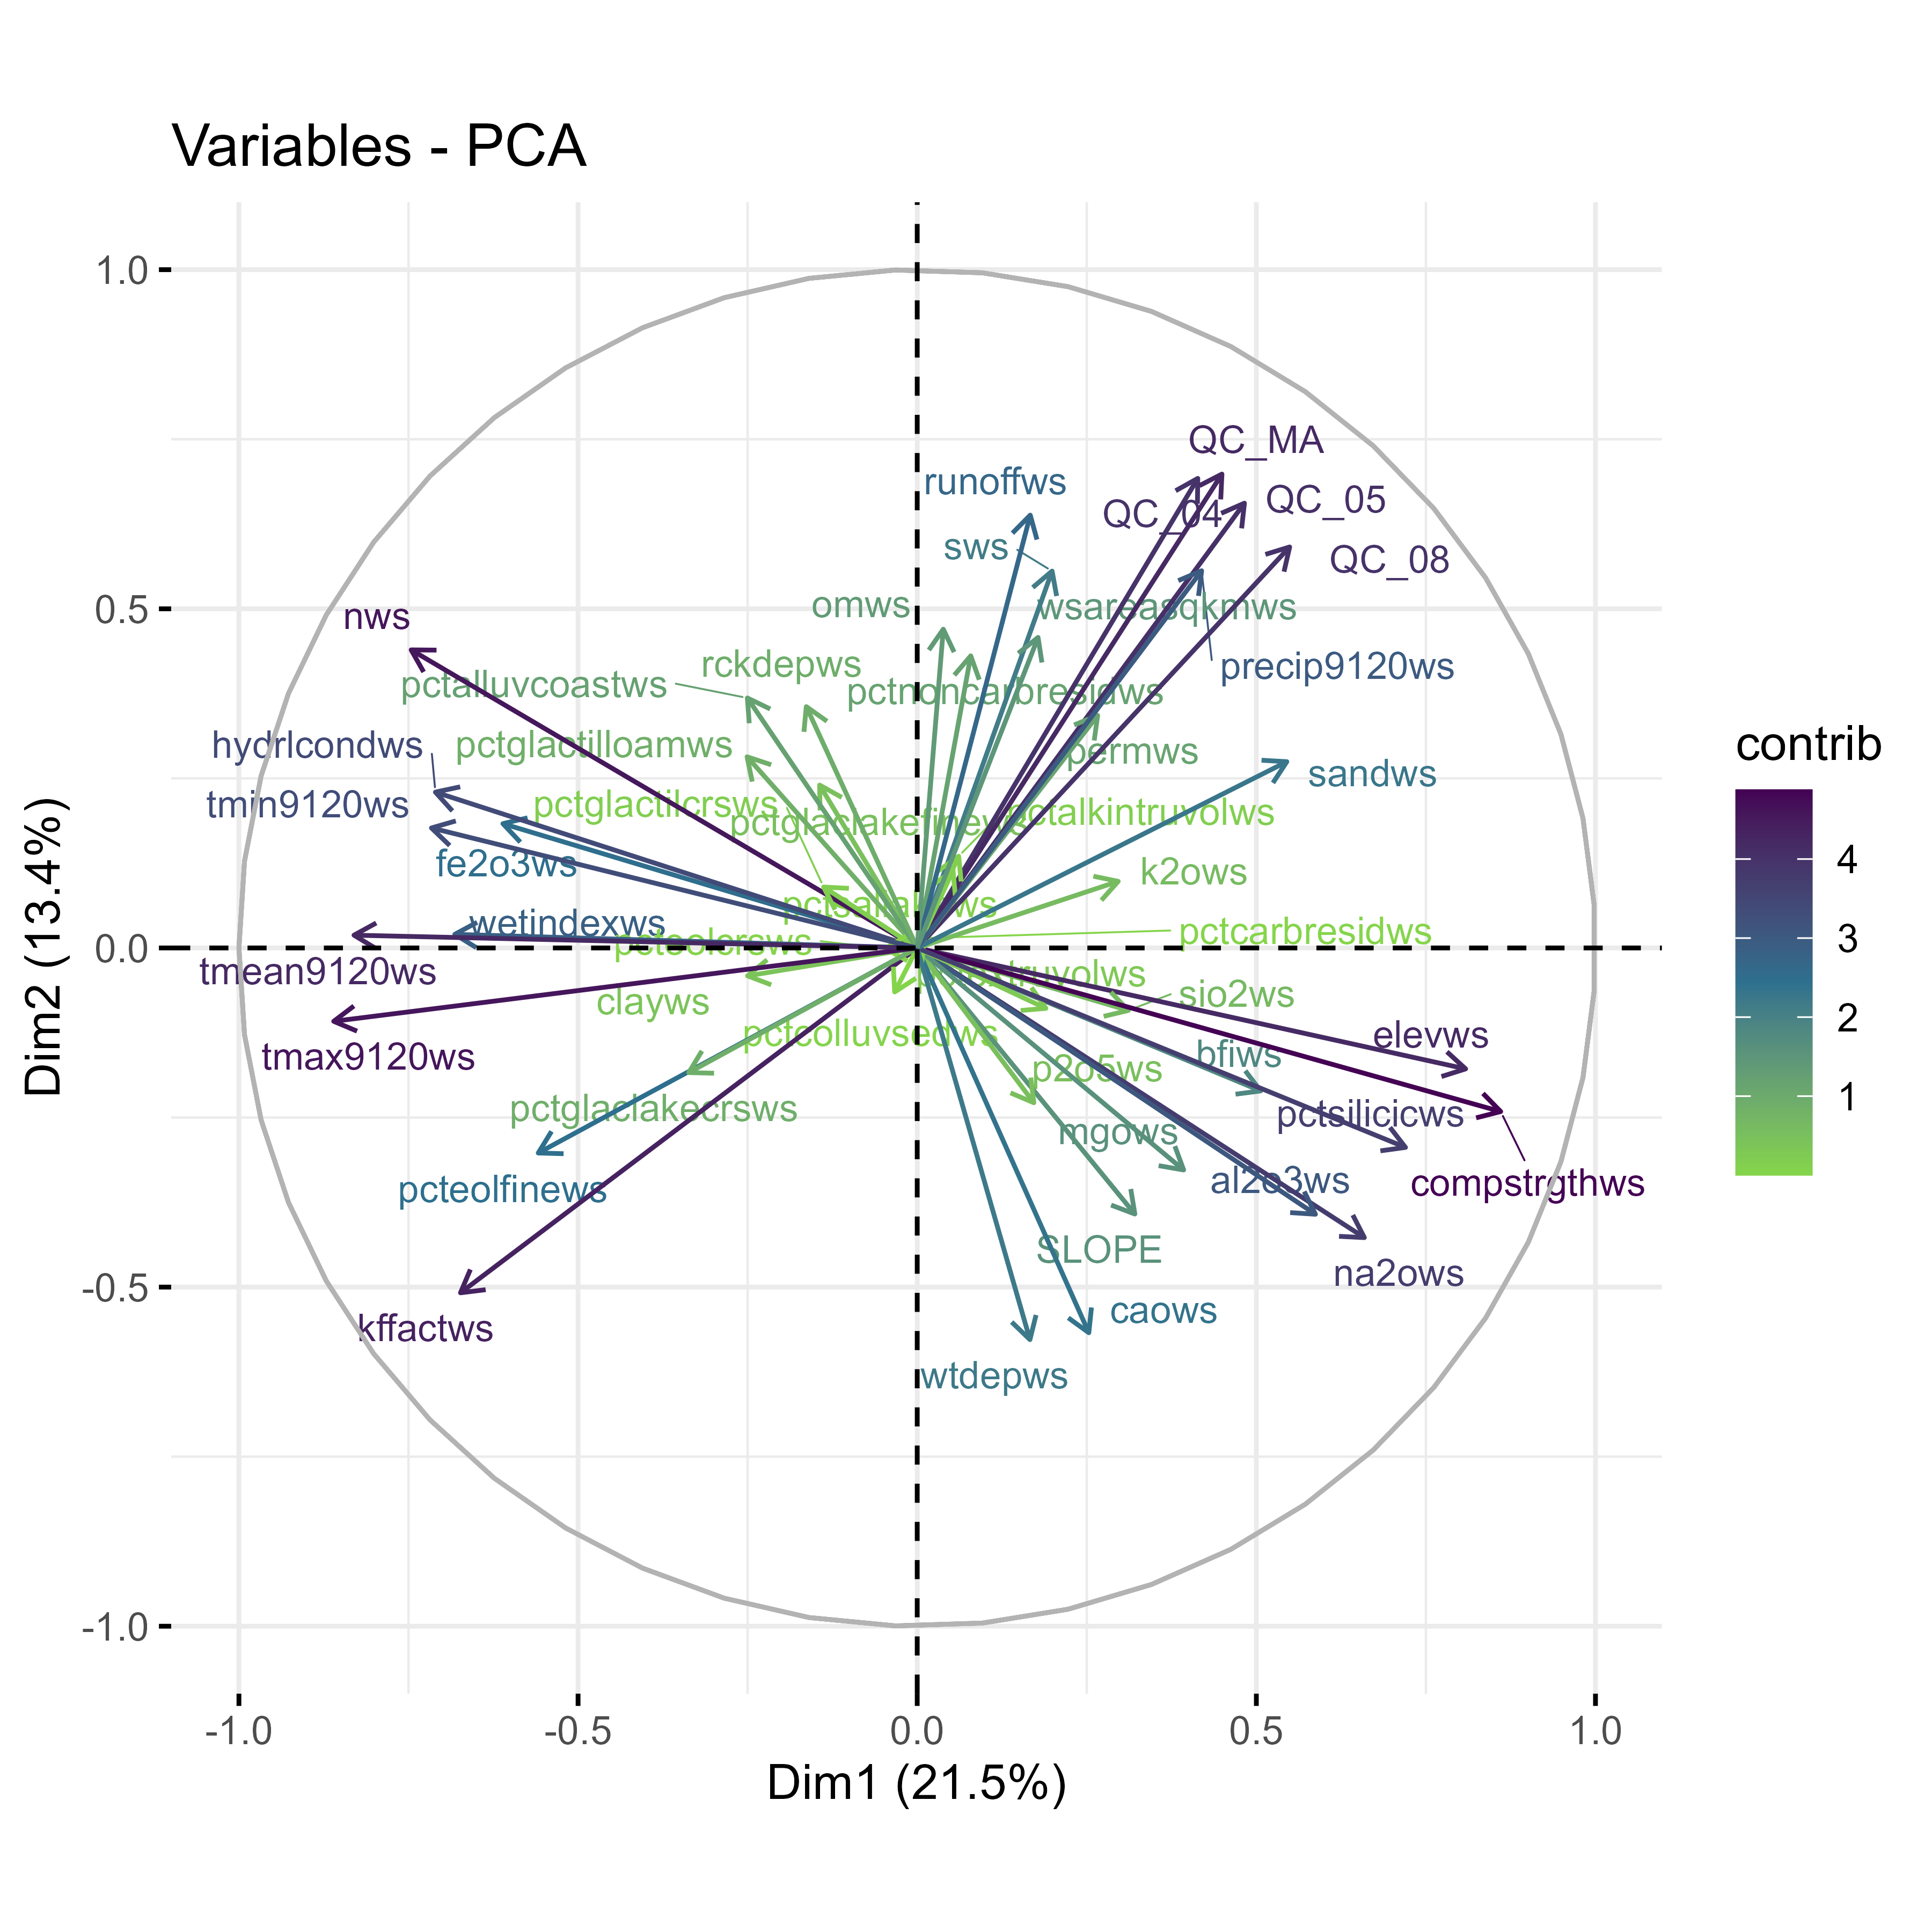 Variables - PCA
1.0
0.5
0.0
-0.5
-1.0
Dim2 (13.4%)
QC_MA
runoffws
QC_04
QC_05
sws
QC_08
omws
wsareasqkmws
nws
rckdepws
precip9120ws
pctalluvcoastws
pctnoncarbresidws
hydrlcondws
pctglactilloamws
permws
sandws
tmin9120ws
pctglactilcrsws
pctglaclakefinews
pctalkintruvolws
fe2o3ws
k2ows
wetindexws
pcteolcrsws
pctcarbresidws
tmean9120ws
clayws
sio2ws
pctcolluvsedws
elevws
tmax9120ws
bfiws
p2o5ws
pctglaclakecrsws
mgows
pctsilicicws
pcteolfinews
al2o3ws
compstrgthws
SLOPE
na2ows
kffactws
caows
wtdepws
-1.0
-0.5
0.0
0.5
1.0
Dim1 (21.5%)
contrib
4
3
2
1